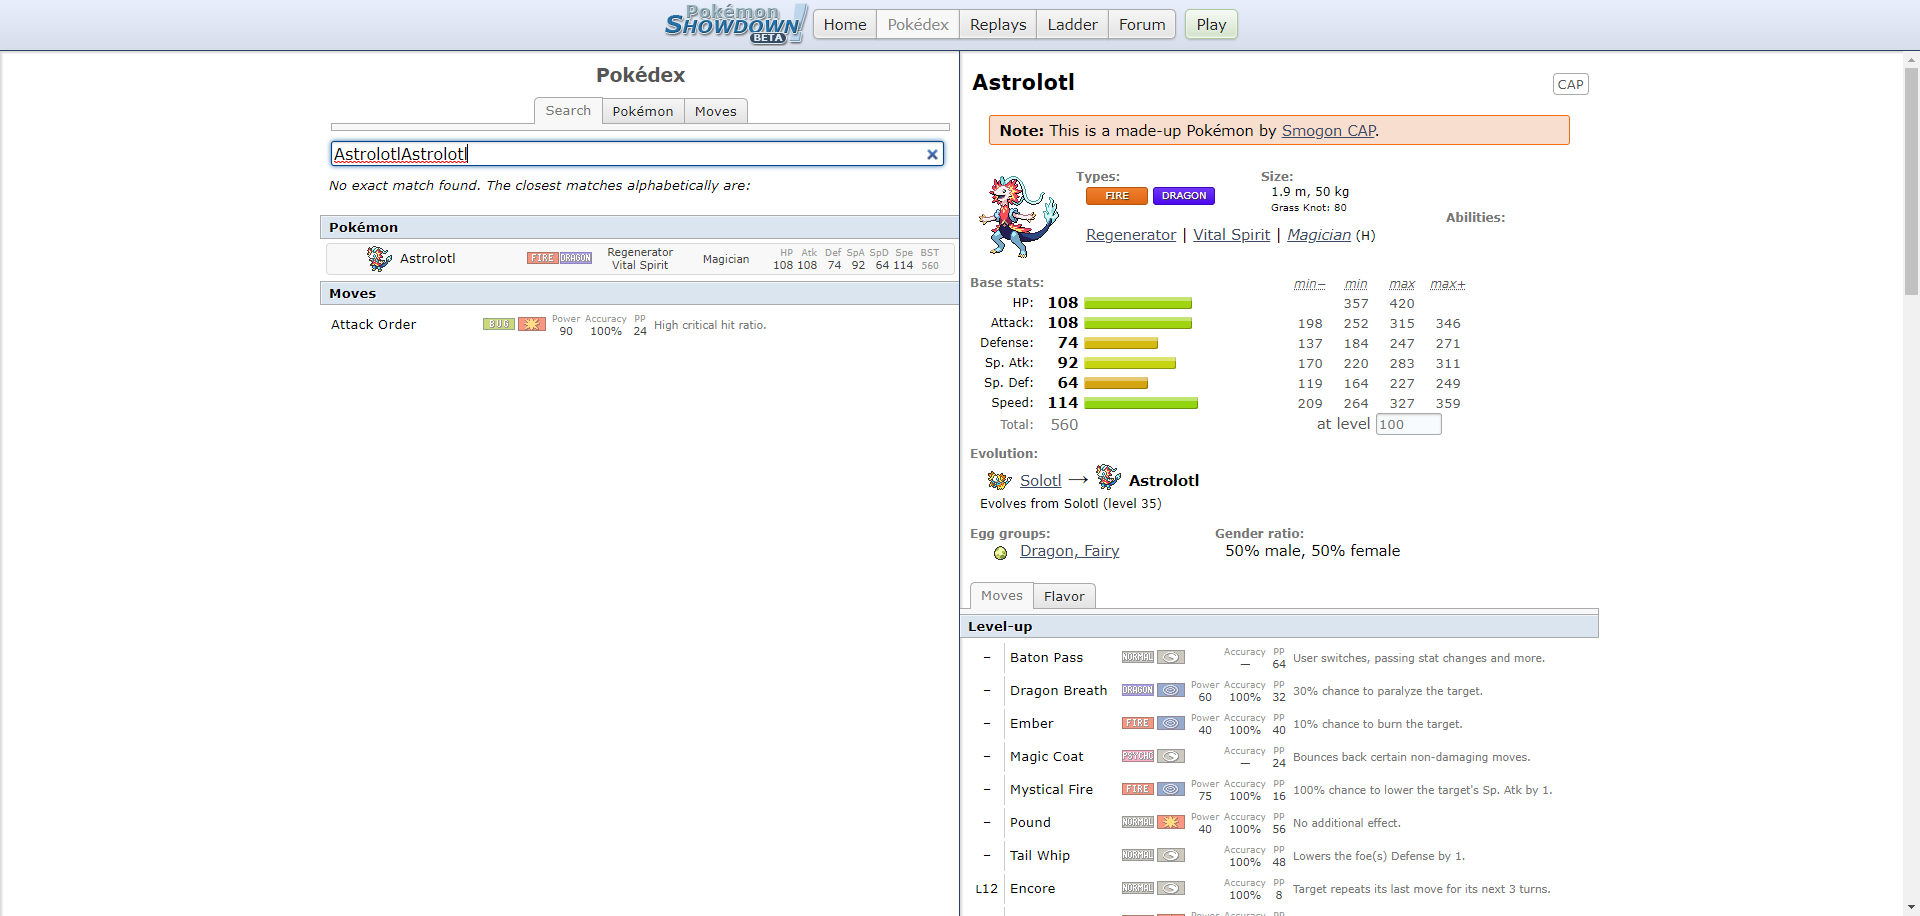 Pokémon
SHOWDOWN!
BETA
Home Pokédex Replays Ladder Forum Play
Pokédex
Search Pokémon Moves
AstrolotlAstrolotl
No exact match found. The closest matches alphabetically are:
Pokémon
Astrolotl FIRE DRAGON Regenerator Vital Spirit Magician HP 108 Atk 108 Def 74 SpA 92 SpD 64 Spe 114 BST 560
Moves
Attack Order BUG Power 90 Accuracy 100% PP 24 High critical hit ratio.
Astrolotl CAP
Note: This is a made-up Pokémon by Smogon CAP.
Types:
FIRE DRAGON
Size:
1.9 m, 50 kg
Grass Knot: 80
Abilities:
Regenerator | Vital Spirit | Magician (H)
Base stats: min– min max max+
HP: 108 357 420
Attack: 108 198 252 315 346
Defense: 74 137 184 247 271
Sp. Atk: 92 170 220 283 311
Sp. Def: 64 119 164 227 249
Speed: 114 209 264 327 359
Total: 560 at level 100
Evolution:
Solotl → Astrolotl
Evolves from Solotl (level 35)
Egg groups:
Dragon, Fairy
Gender ratio:
50% male, 50% female
Moves Flavor
Level-up
– Baton Pass NORMAL Accuracy — PP 64 User switches, passing stat changes and more.
– Dragon Breath DRAGON Power 60 Accuracy 100% PP 32 30% chance to paralyze the target.
– Ember FIRE Power 40 Accuracy 100% PP 40 10% chance to burn the target.
– Magic Coat PSYCHC Accuracy — PP 24 Bounces back certain non-damaging moves.
– Mystical Fire FIRE Power 75 Accuracy 100% PP 16 100% chance to lower the target's Sp. Atk by 1.
– Pound NORMAL Power 40 Accuracy 100% PP 56 No additional effect.
– Tail Whip NORMAL Accuracy 100% PP 48 Lowers the foe(s) Defense by 1.
L12 Encore NORMAL Accuracy 100% PP 8 Target repeats its last move for its next 3 turns.
Power Accuracy PP